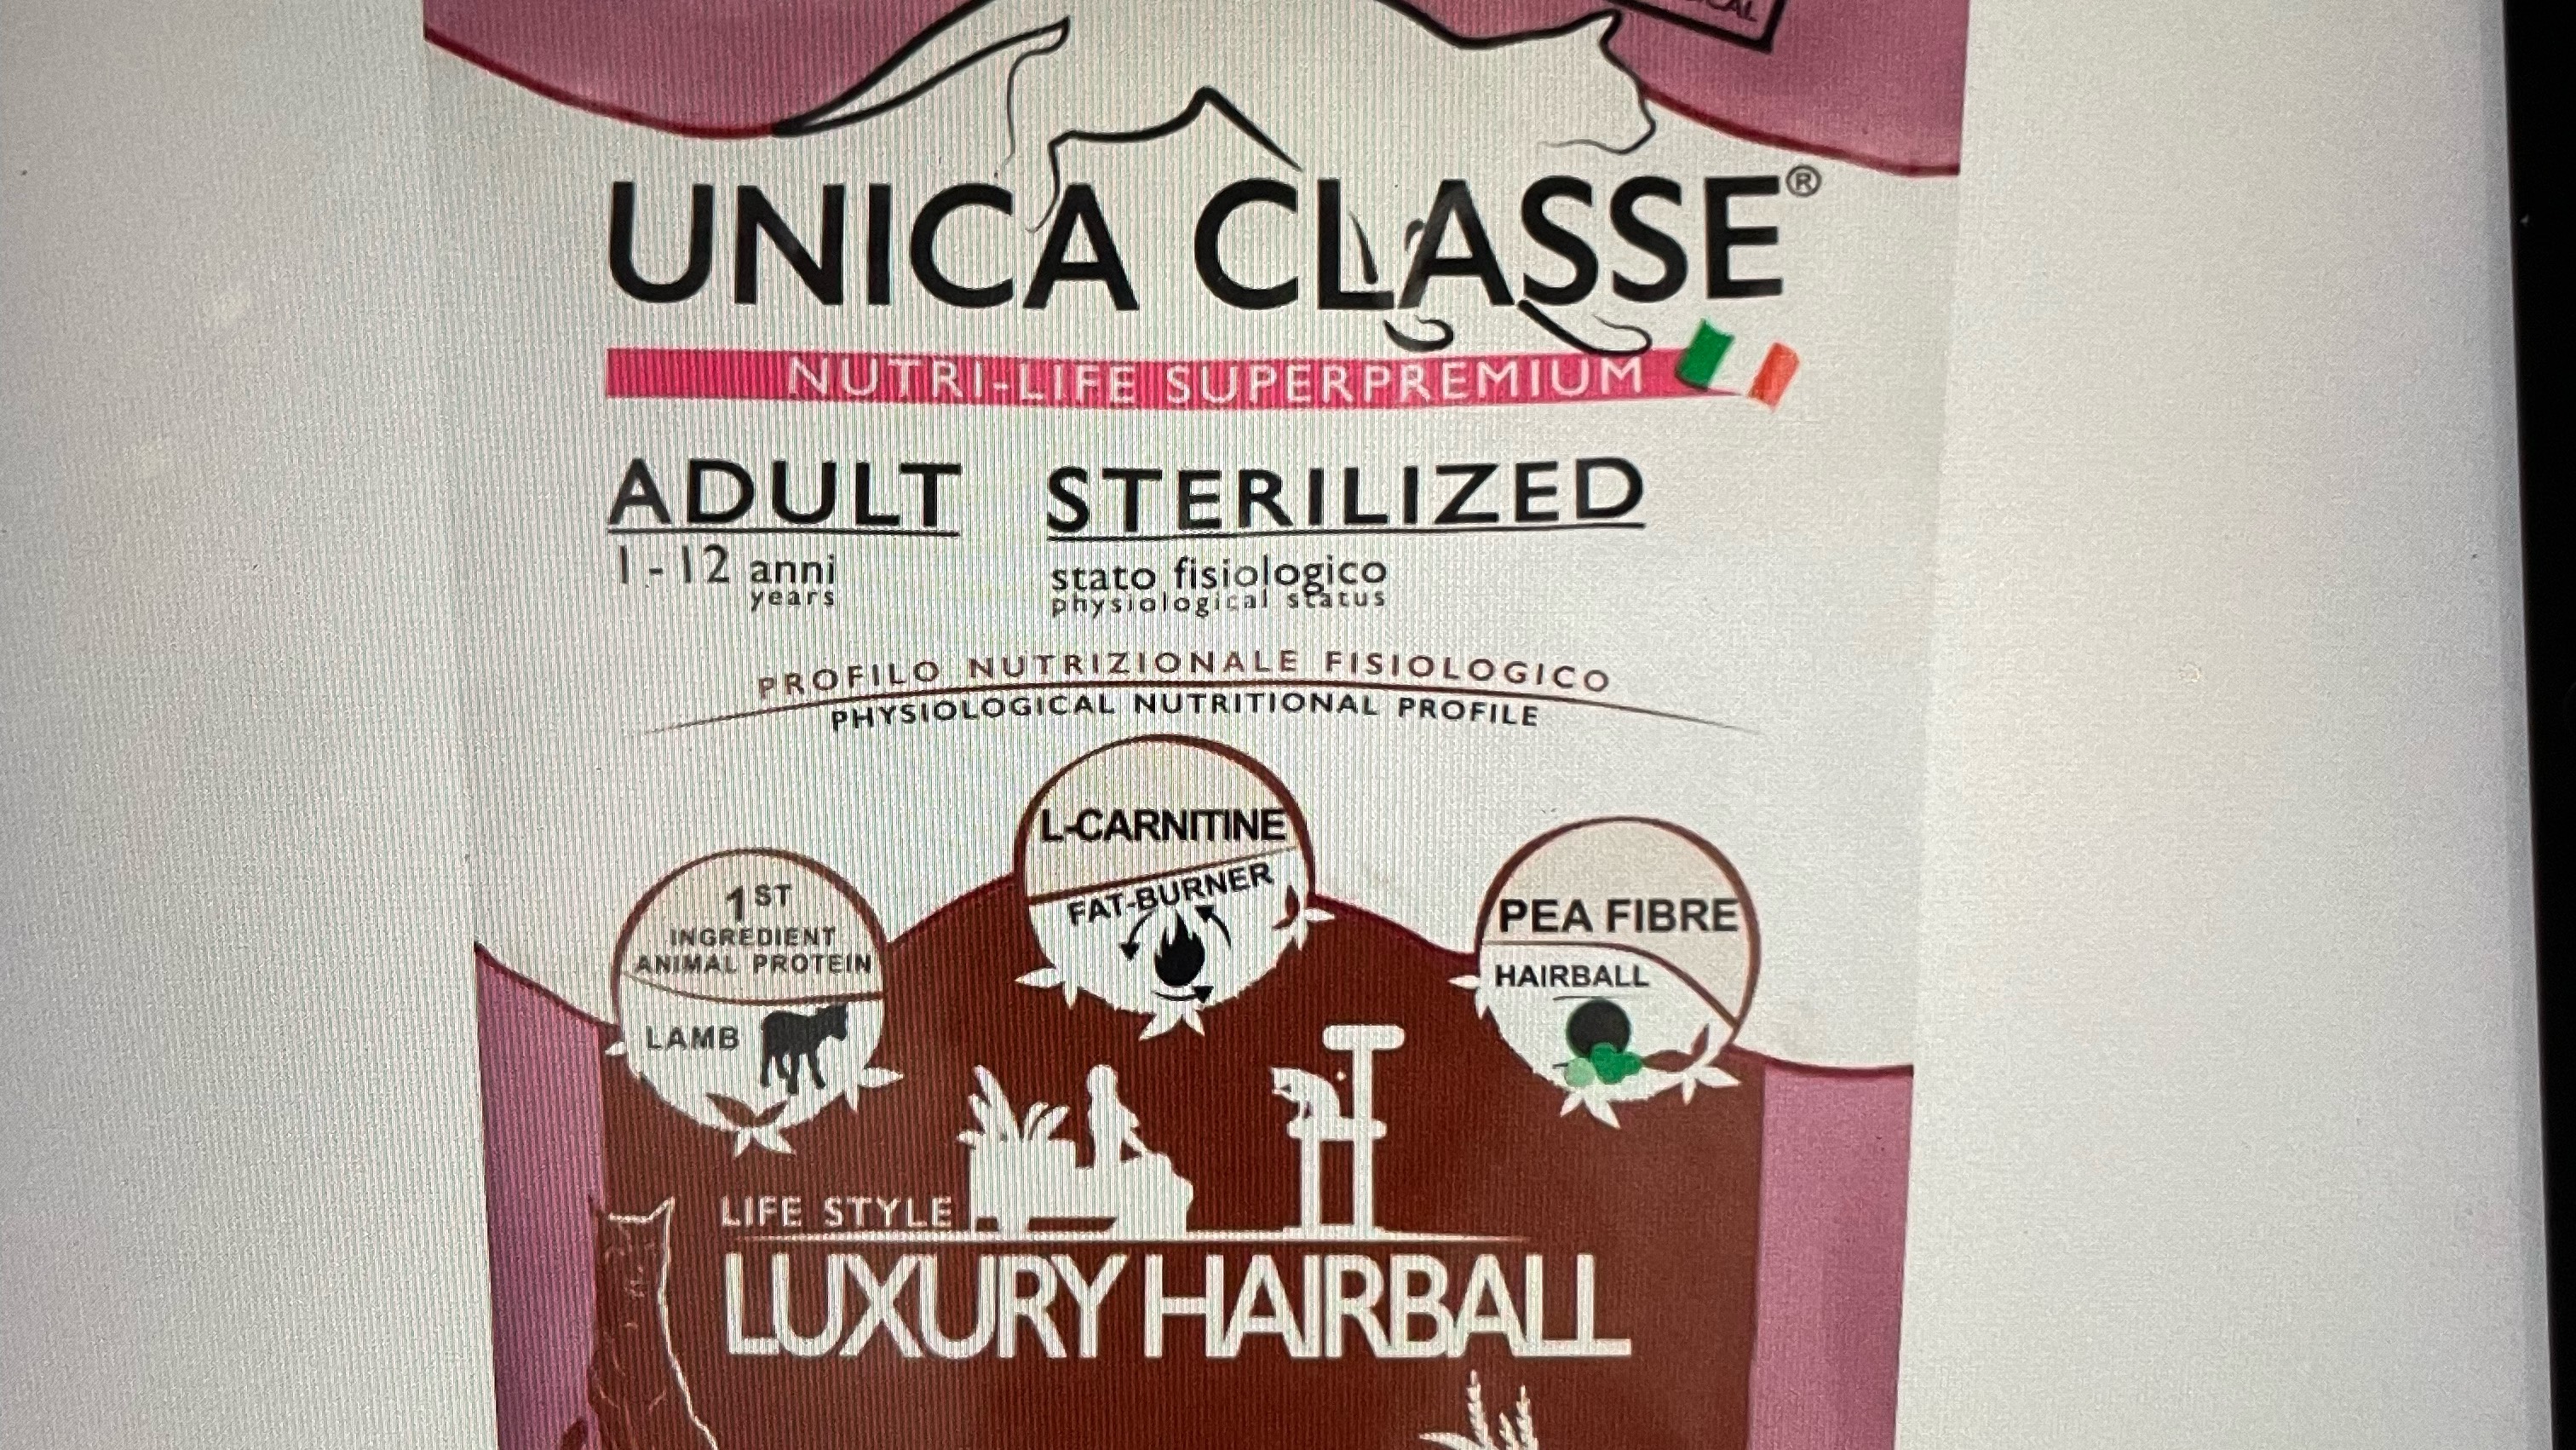 UNICA CLASSE®
NUTRI-LIFE SUPERPREMIUM
ADULT STERILIZED
1-12 anni
years
stato fisiologico
physiological status
PROFILO NUTRIZIONALE FISIOLOGICO
PHYSIOLOGICAL NUTRITIONAL PROFILE
L-CARNITINE
FAT-BURNER
1ST
INGREDIENT
ANIMAL PROTEIN
LAMB
PEA FIBRE
HAIRBALL
LIFE STYLE
LUXURY HAIRBALL